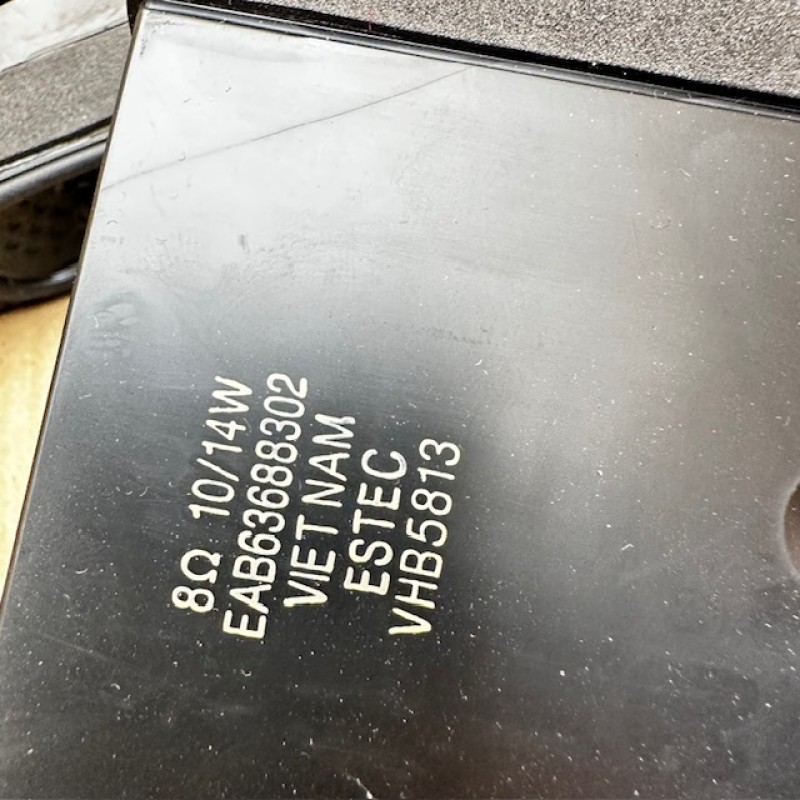 8Ω 10/14W
EAB63688302
VIET NAM
ESTEC
VHB5813